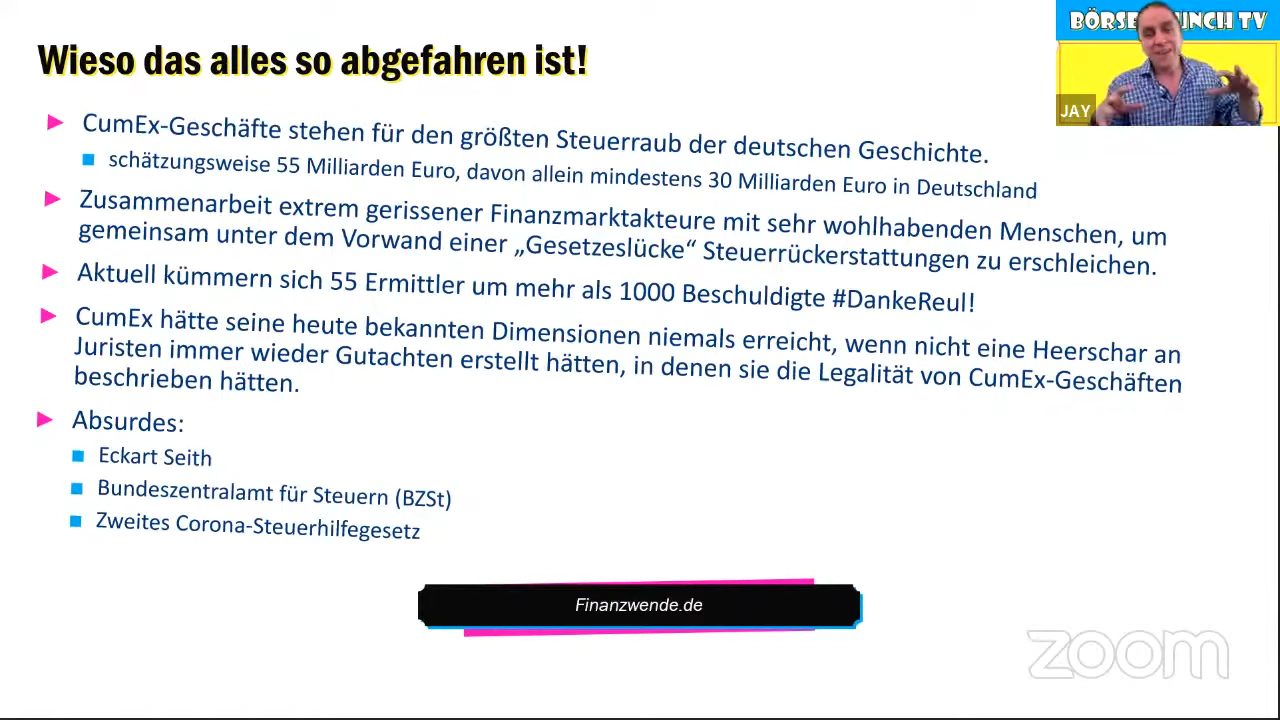 Wieso das alles so abgefahren ist!
BÖRSE UNCH TV
JAY
CumEx-Geschäfte stehen für den größten Steuerraub der deutschen Geschichte.
schätzungsweise 55 Milliarden Euro, davon allein mindestens 30 Milliarden Euro in Deutschland
Zusammenarbeit extrem gerissener Finanzmarktakteure mit sehr wohlhabenden Menschen, um
gemeinsam unter dem Vorwand einer „Gesetzeslücke“ Steuerrückerstattungen zu erschleichen.
Aktuell kümmern sich 55 Ermittler um mehr als 1000 Beschuldigte #DankeReul!
CumEx hätte seine heute bekannten Dimensionen niemals erreicht, wenn nicht eine Heerschar an
Juristen immer wieder Gutachten erstellt hätten, in denen sie die Legalität von CumEx-Geschäften
beschrieben hätten.
Absurdes:
Eckart Seith
Bundeszentralamt für Steuern (BZSt)
Zweites Corona-Steuerhilfegesetz
Finanzwende.de
zoom